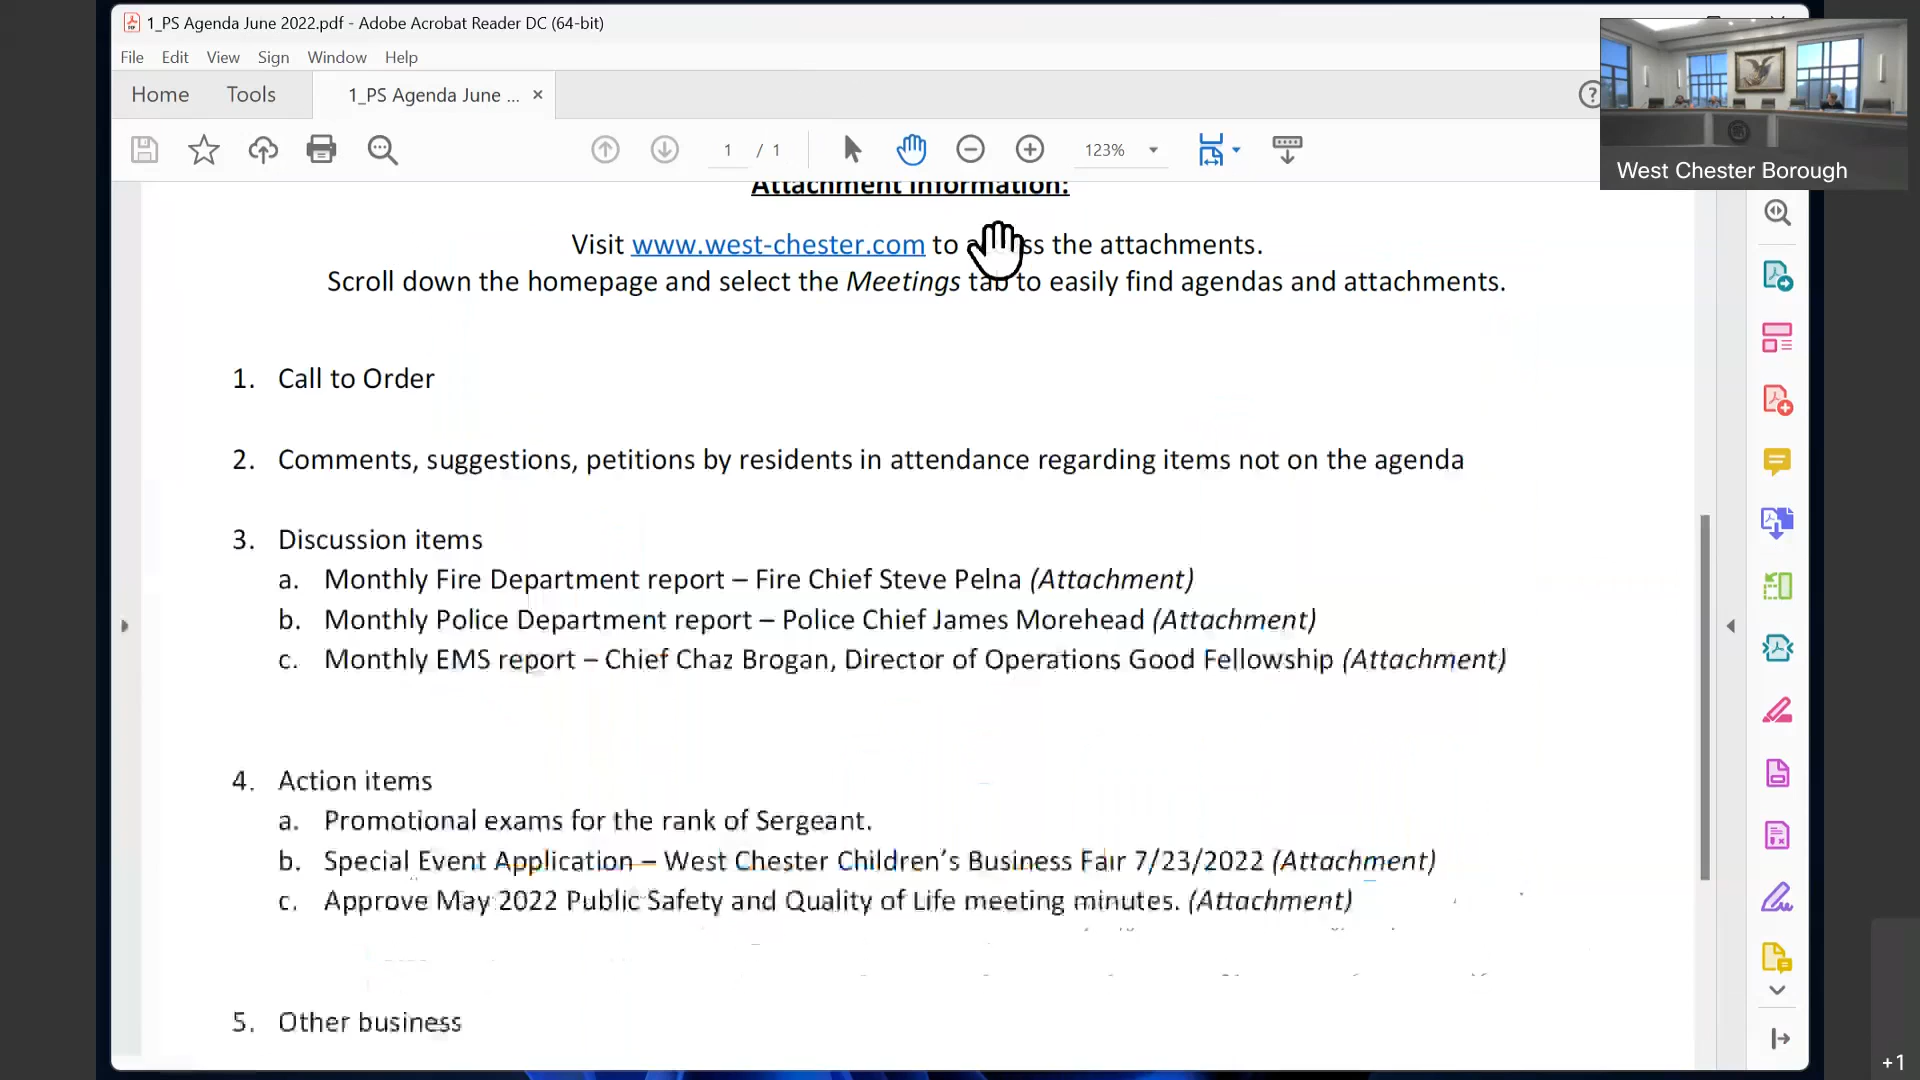 1_PS Agenda June 2022.pdf - Adobe Acrobat Reader DC (64-bit)
File Edit View Sign Window Help
Home Tools 1_PS Agenda June ... ×
1 / 1 123%
West Chester Borough
Attachment Information:
Visit www.west-chester.com to the attachments.
Scroll down the homepage and select the Meetings tab to easily find agendas and attachments.
1. Call to Order
2. Comments, suggestions, petitions by residents in attendance regarding items not on the agenda
3. Discussion items
a. Monthly Fire Department report – Fire Chief Steve Pelna (Attachment)
b. Monthly Police Department report – Police Chief James Morehead (Attachment)
c. Monthly EMS report – Chief Chaz Brogan, Director of Operations Good Fellowship (Attachment)
4. Action items
a. Promotional exams for the rank of Sergeant.
b. Special Event Application – West Chester Children's Business Fair 7/23/2022 (Attachment)
c. Approve May 2022 Public Safety and Quality of Life meeting minutes. (Attachment)
5. Other business
+1